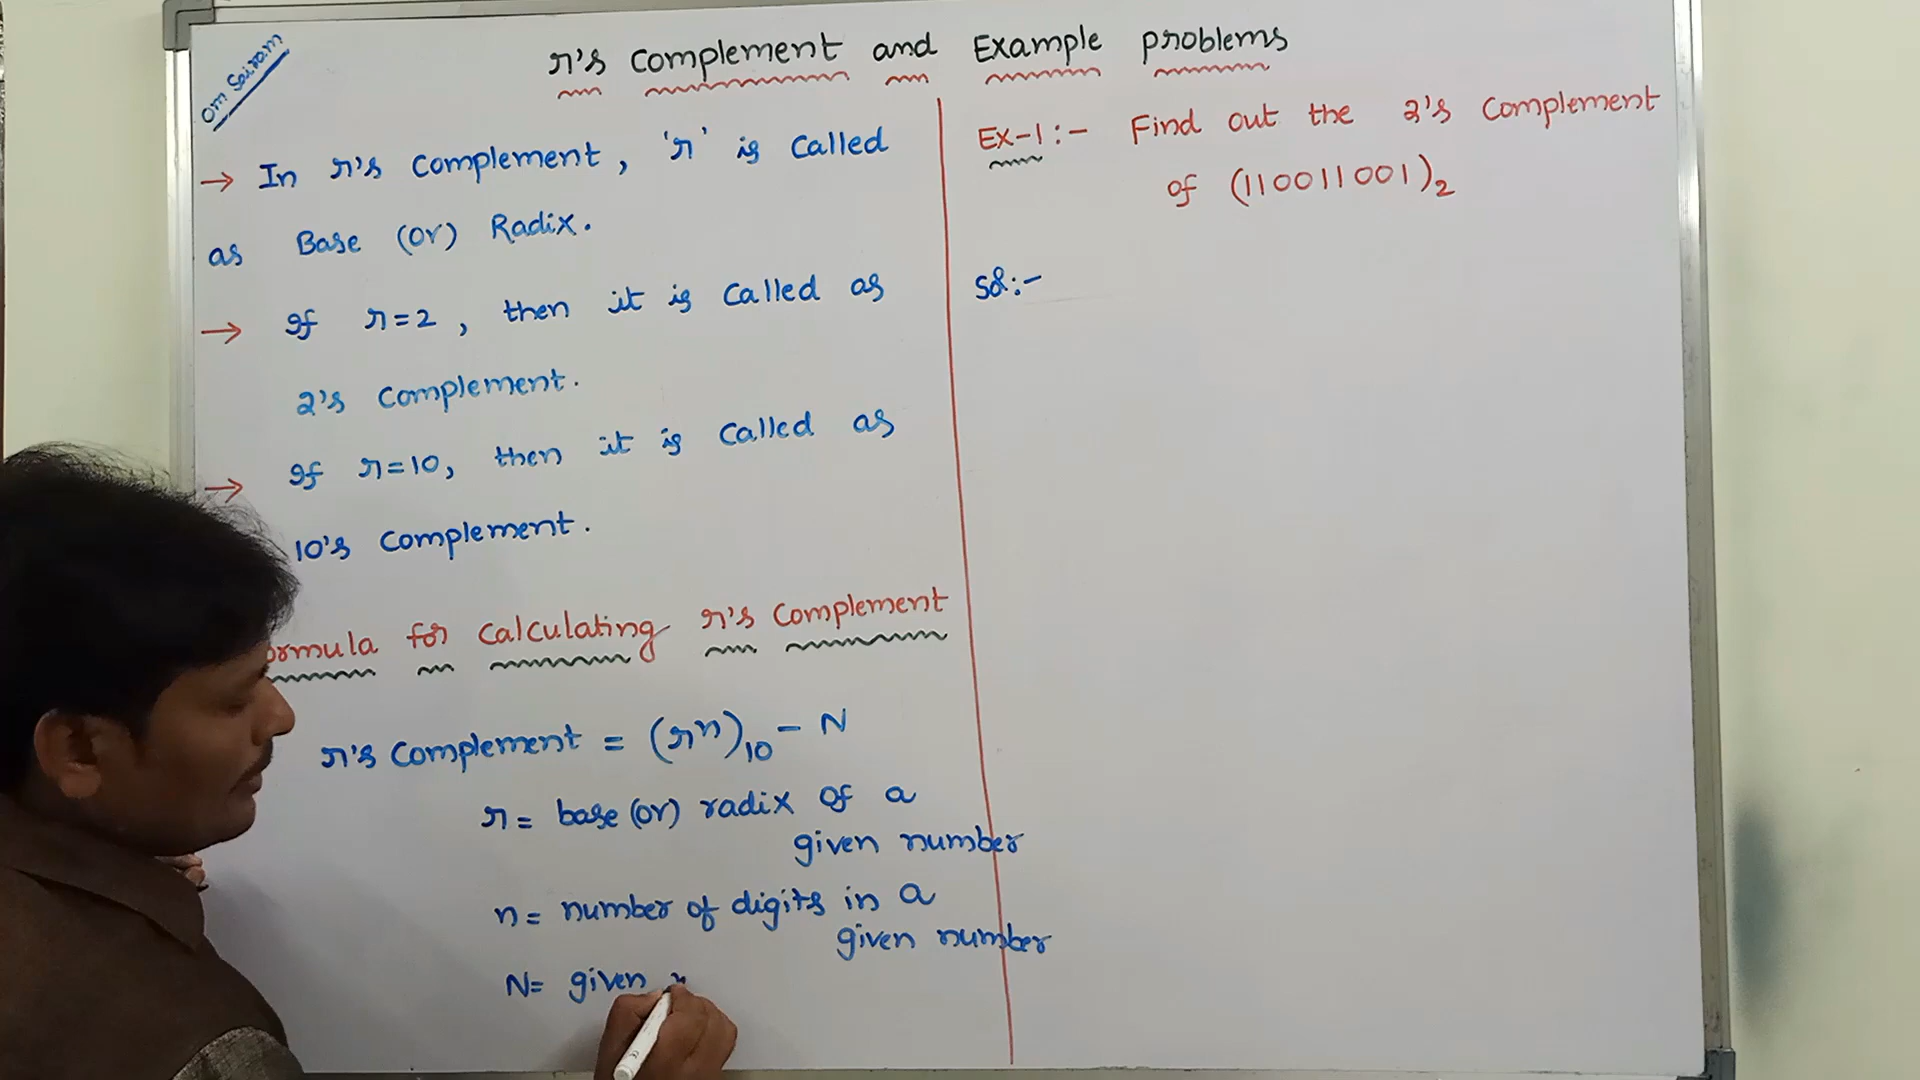 om Sairam
r's complement and Example problems
→ In r's complement, 'r' is called
as Base (or) Radix.
→ If r=2, then it is called as
2's complement.
→ If r=10, then it is called as
10's complement.
ormula for calculating r's complement
r's complement = (rⁿ)₁₀ - N
r = base (or) radix of a
given number
n = number of digits in a
given number
N= given n
Ex-1:- Find out the 2's complement
of (110011001)₂
Sol:-